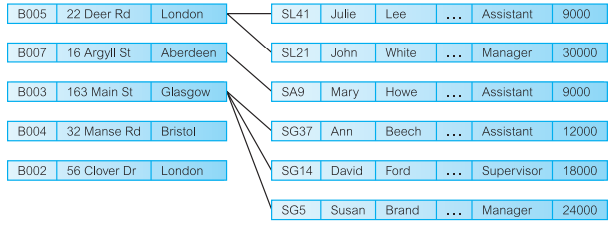 B005 22 Deer Rd London SL41 Julie Lee ... Assistant 9000
B007 16 Argyll St Aberdeen SL21 John White ... Manager 30000
B003 163 Main St Glasgow SA9 Mary Howe ... Assistant 9000
B004 32 Manse Rd Bristol SG37 Ann Beech ... Assistant 12000
B002 56 Clover Dr London SG14 David Ford ... Supervisor 18000
SG5 Susan Brand ... Manager 24000